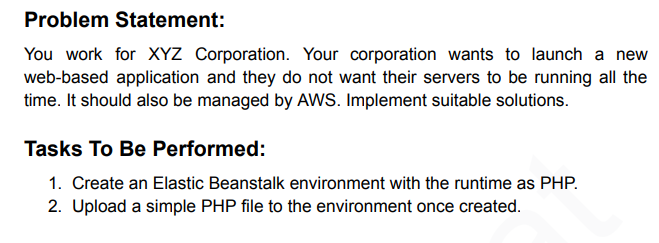 Problem Statement:
You work for XYZ Corporation. Your corporation wants to launch a new
web-based application and they do not want their servers to be running all the
time. It should also be managed by AWS. Implement suitable solutions.
Tasks To Be Performed:
1. Create an Elastic Beanstalk environment with the runtime as PHP.
2. Upload a simple PHP file to the environment once created.